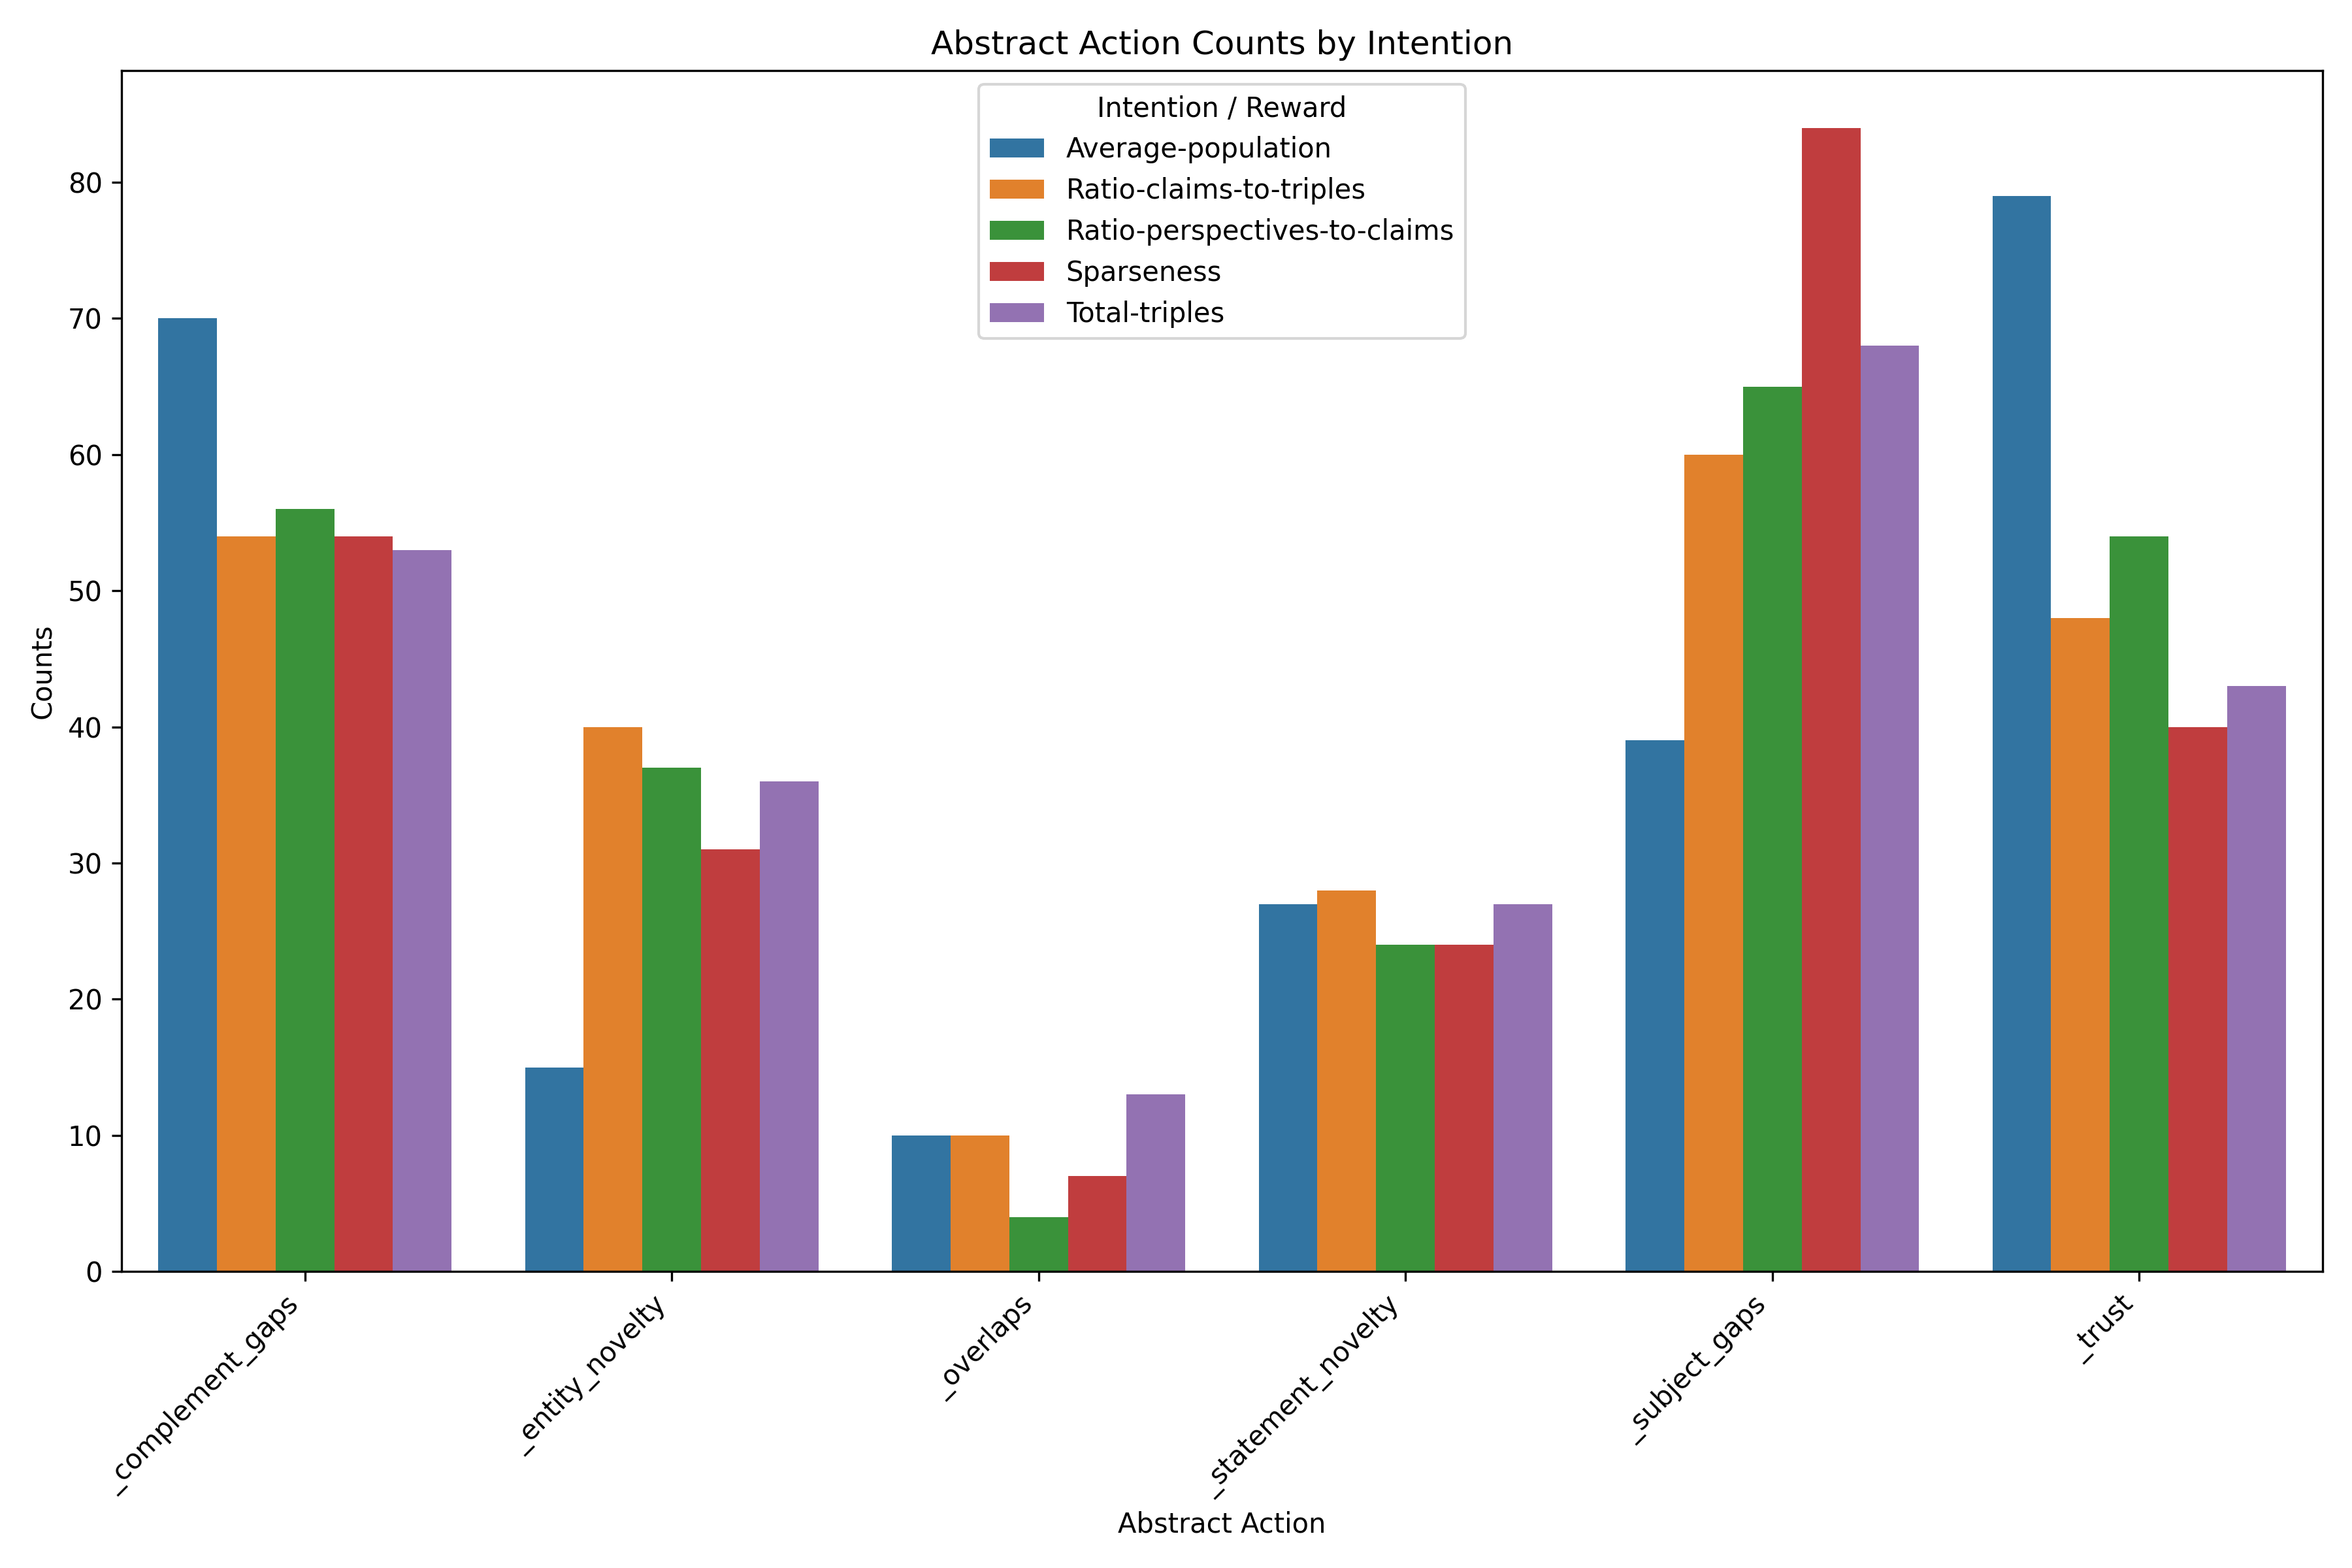 Abstract Action Counts by Intention
Intention / Reward
Average-population
Ratio-claims-to-triples
Ratio-perspectives-to-claims
Sparseness
Total-triples
Counts
80
70
60
50
40
30
20
10
0
_complement_gaps
_entity_novelty
_overlaps
_statement_novelty
_subject_gaps
_trust
Abstract Action